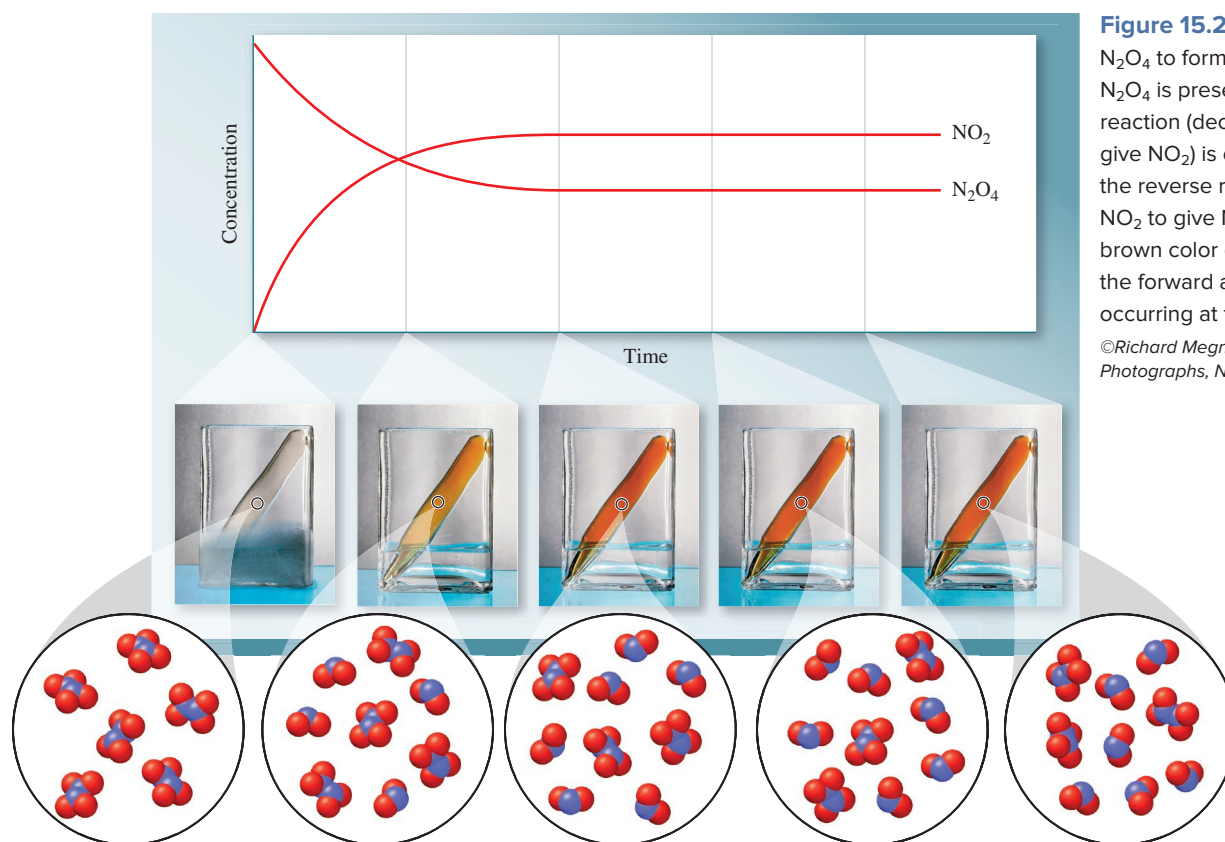 Concentration
NO₂
N₂O₄
Time
Figure 15.2
N₂O₄ to form
N₂O₄ is prese
reaction (dec
give NO₂) is
the reverse r
NO₂ to give N
brown color
the forward a
occurring at
©Richard Megn
Photographs, N